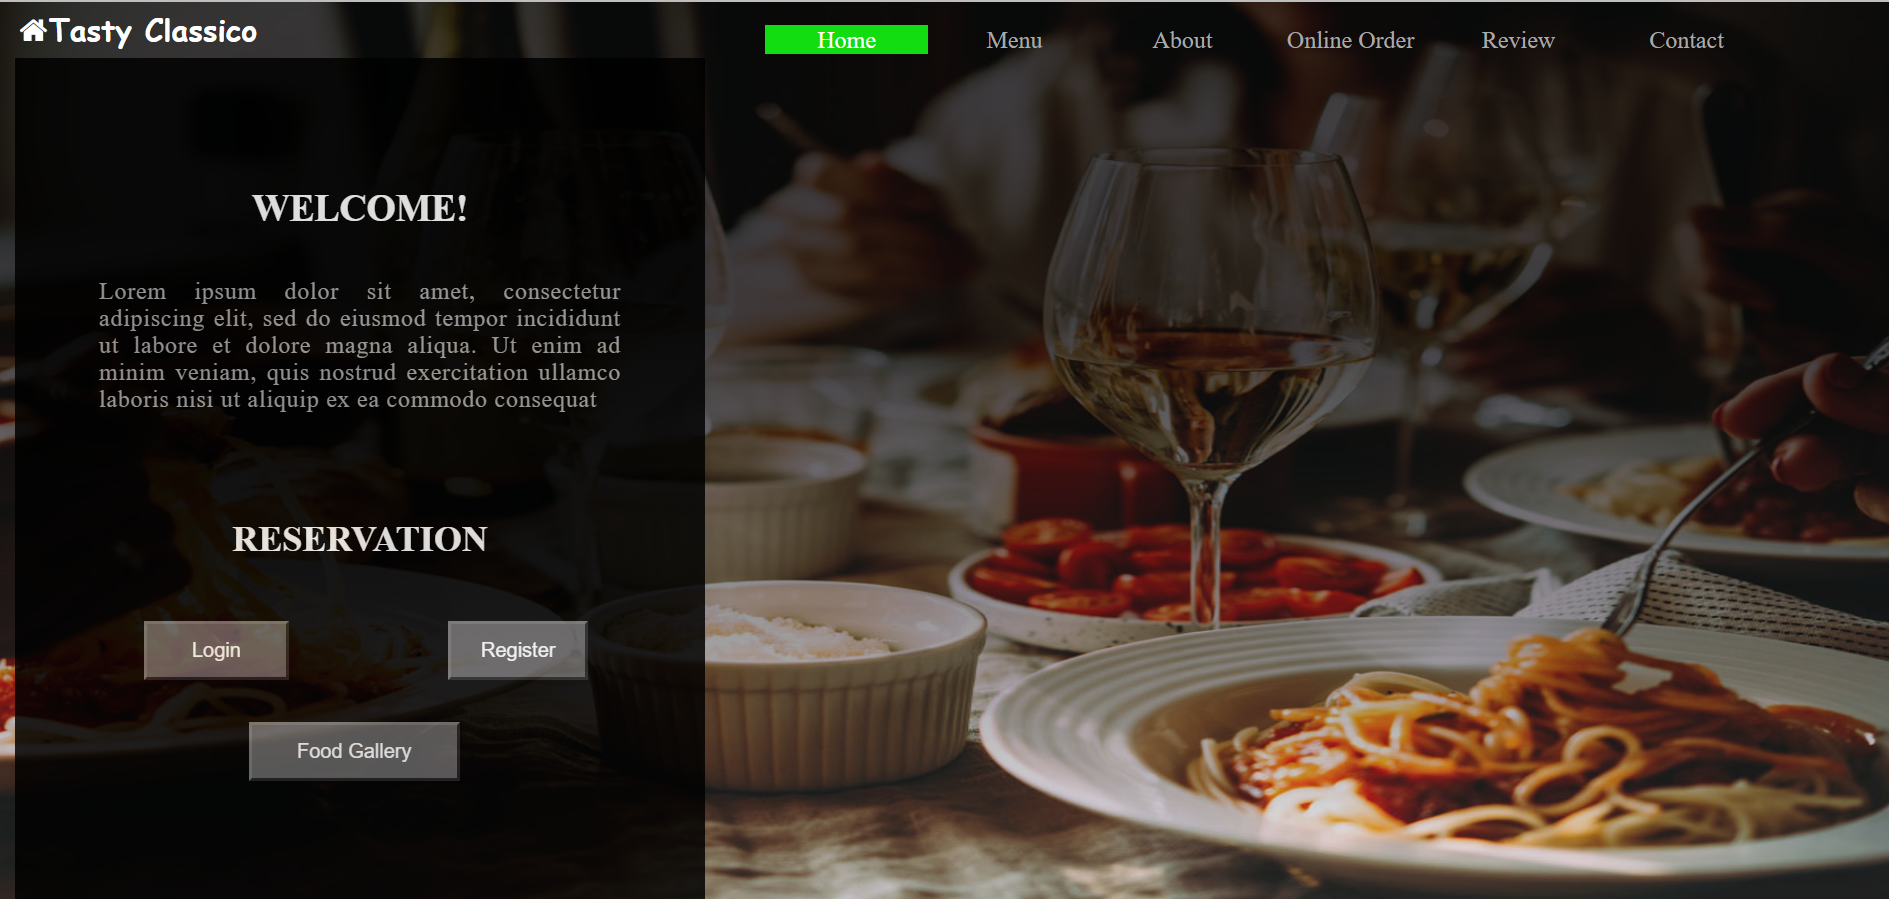 Tasty Classico
Home Menu About Online Order Review Contact
WELCOME!
Lorem ipsum dolor sit amet, consectetur
adipiscing elit, sed do eiusmod tempor incididunt
ut labore et dolore magna aliqua. Ut enim ad
minim veniam, quis nostrud exercitation ullamco
laboris nisi ut aliquip ex ea commodo consequat
RESERVATION
Login Register
Food Gallery